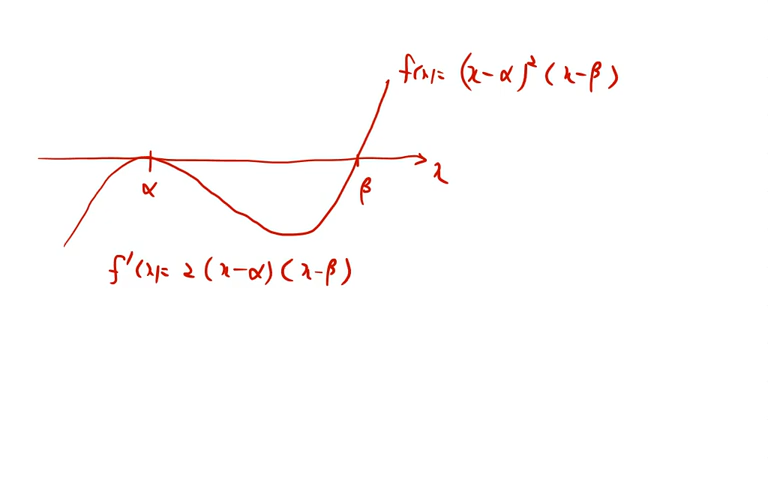 f(x)= (x-α)² (x-β)
α
β
x
f'(x)= 2(x-α)(x-β)